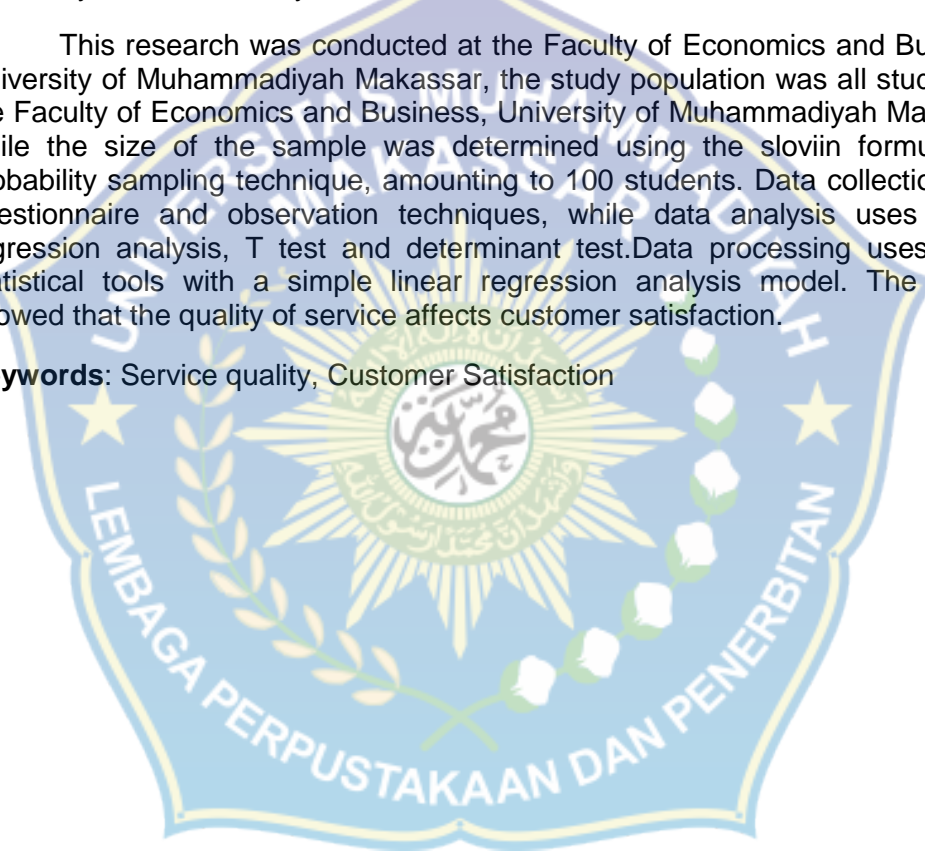 This research was conducted at the Faculty of Economics and Bu
iversity of Muhammadiyah Makassar, the study population was all stud
e Faculty of Economics and Business, University of Muhammadiyah Ma
ile the size of the sample was determined using the sloviin formu
obability sampling technique, amounting to 100 students. Data collectio
estionnaire and observation techniques, while data analysis uses
gression analysis, T test and determinant test.Data processing uses
atistical tools with a simple linear regression analysis model. The
owed that the quality of service affects customer satisfaction.
ywords: Service quality, Customer Satisfaction
UNIVERSITAS MUHAMMADIYAH
MAKASSAR
LEMBAGA PERPUSTAKAAN DAN PENERBITAN